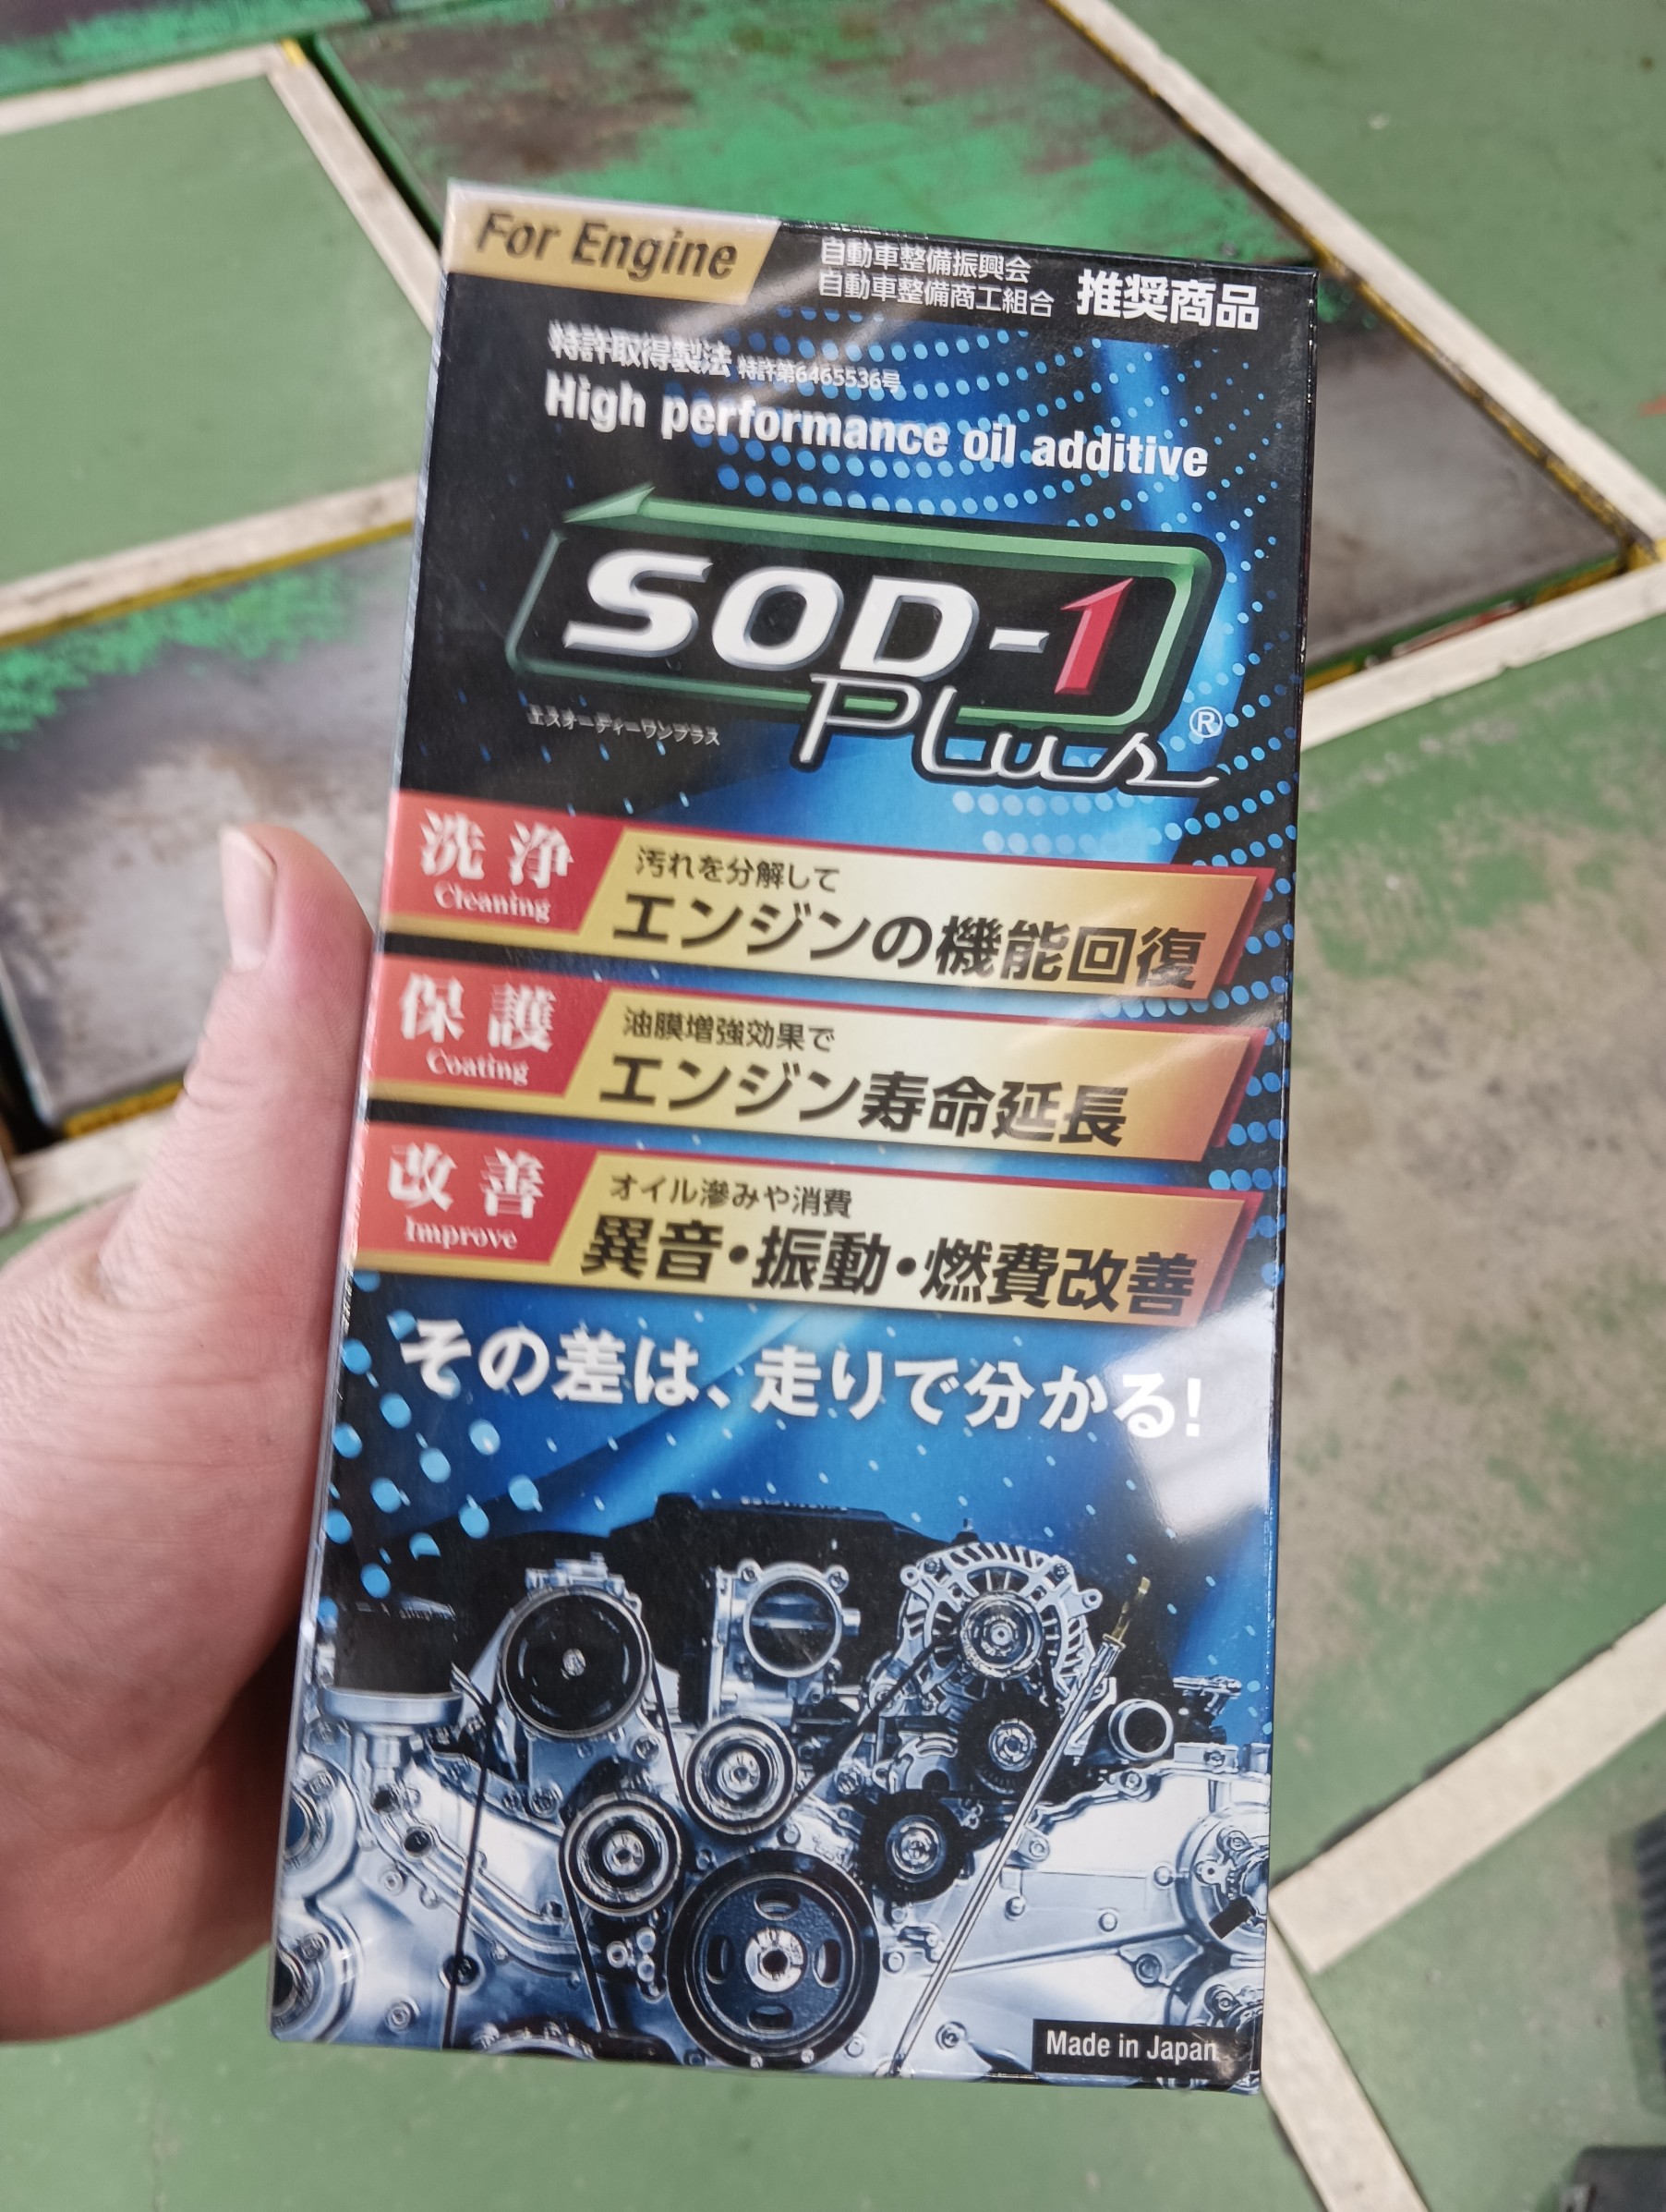 For Engine
自動車整備振興会
自動車整備商工組合
推奨商品
特許取得製法 特許第6465536号
High performance oil additive
SOD-1
Plus®
エスオーディーワンプラス
洗浄
Cleaning
汚れを分解して
エンジンの機能回復
保護
Coating
油膜増強効果で
エンジン寿命延長
改善
Improve
オイル滲みや消費
異音・振動・燃費改善
その差は、走りで分かる!
Made in Japan